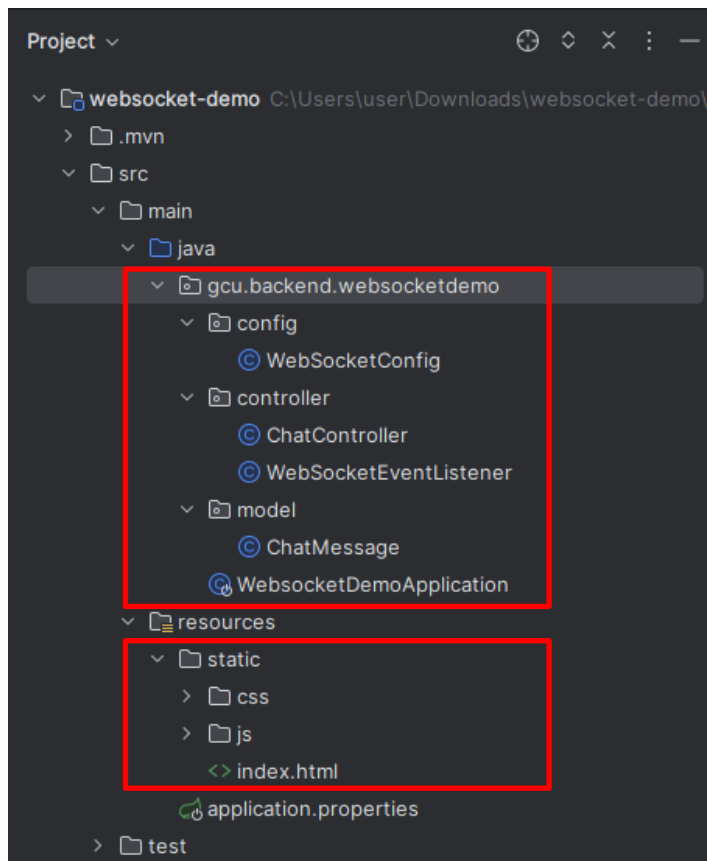 Project
websocket-demo C:\Users\user\Downloads\websocket-demo\
.mvn
src
main
java
gcu.backend.websocketdemo
config
WebSocketConfig
controller
ChatController
WebSocketEventListener
model
ChatMessage
WebsocketDemoApplication
resources
static
css
js
index.html
application.properties
test